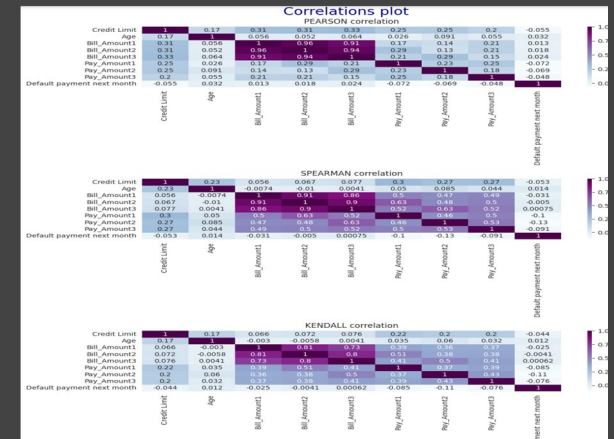 Correlations plot
PEARSON correlation
Credit Limit 1 0.17 0.31 0.31 0.33 0.25 0.25 0.2 -0.055
Age 0.17 1 0.056 0.052 0.064 0.026 0.091 0.055 0.032
Bill_Amount1 0.31 0.056 1 0.96 0.91 0.17 0.14 0.21 0.013
Bill_Amount2 0.31 0.052 0.96 1 0.94 0.29 0.13 0.21 0.018
Bill_Amount3 0.33 0.064 0.91 0.94 1 0.21 0.29 0.15 0.024
Pay_Amount1 0.25 0.026 0.17 0.29 0.21 1 0.23 0.25 -0.072
Pay_Amount2 0.25 0.091 0.14 0.13 0.29 0.23 1 0.18 -0.069
Pay_Amount3 0.2 0.055 0.21 0.21 0.15 0.25 0.18 1 -0.048
Default payment next month -0.055 0.032 0.013 0.018 0.024 -0.072 -0.069 -0.048 1
Credit Limit Age Bill_Amount1 Bill_Amount2 Bill_Amount3 Pay_Amount1 Pay_Amount2 Pay_Amount3 Default payment next month
SPEARMAN correlation
Credit Limit 1 0.23 0.056 0.067 0.077 0.3 0.27 0.27 -0.053
Age 0.23 1 -0.0074 -0.01 0.0041 0.05 0.085 0.044 0.014
Bill_Amount1 0.056 -0.0074 1 0.91 0.86 0.5 0.47 0.49 -0.031
Bill_Amount2 0.067 -0.01 0.91 1 0.9 0.63 0.48 0.5 -0.005
Bill_Amount3 0.077 0.0041 0.86 0.9 1 0.52 0.63 0.52 0.00075
Pay_Amount1 0.3 0.05 0.5 0.63 0.52 1 0.46 0.5 -0.1
Pay_Amount2 0.27 0.085 0.47 0.48 0.63 0.46 1 0.53 -0.13
Pay_Amount3 0.27 0.044 0.49 0.5 0.52 0.5 0.53 1 -0.091
Default payment next month -0.053 0.014 -0.031 -0.005 0.00075 -0.1 -0.13 -0.091 1
Credit Limit Age Bill_Amount1 Bill_Amount2 Bill_Amount3 Pay_Amount1 Pay_Amount2 Pay_Amount3 Default payment next month
KENDALL correlation
Credit Limit 1 0.17 0.066 0.072 0.076 0.22 0.2 0.2 -0.044
Age 0.17 1 -0.003 -0.0058 0.0041 0.035 0.06 0.032 0.012
Bill_Amount1 0.066 -0.003 1 0.81 0.73 0.39 0.36 0.37 -0.025
Bill_Amount2 0.072 -0.0058 0.81 1 0.8 0.51 0.38 0.38 -0.0041
Bill_Amount3 0.076 0.0041 0.73 0.8 1 0.41 0.5 0.41 0.00062
Pay_Amount1 0.22 0.035 0.39 0.51 0.41 1 0.37 0.39 -0.085
Pay_Amount2 0.2 0.06 0.36 0.38 0.5 0.37 1 0.43 -0.11
Pay_Amount3 0.2 0.032 0.37 0.38 0.41 0.39 0.43 1 -0.076
Default payment next month -0.044 0.012 -0.025 -0.0041 0.00062 -0.085 -0.11 -0.076 1
Credit Limit Age Bill_Amount1 Bill_Amount2 Bill_Amount3 Pay_Amount1 Pay_Amount2 Pay_Amount3 ment next month